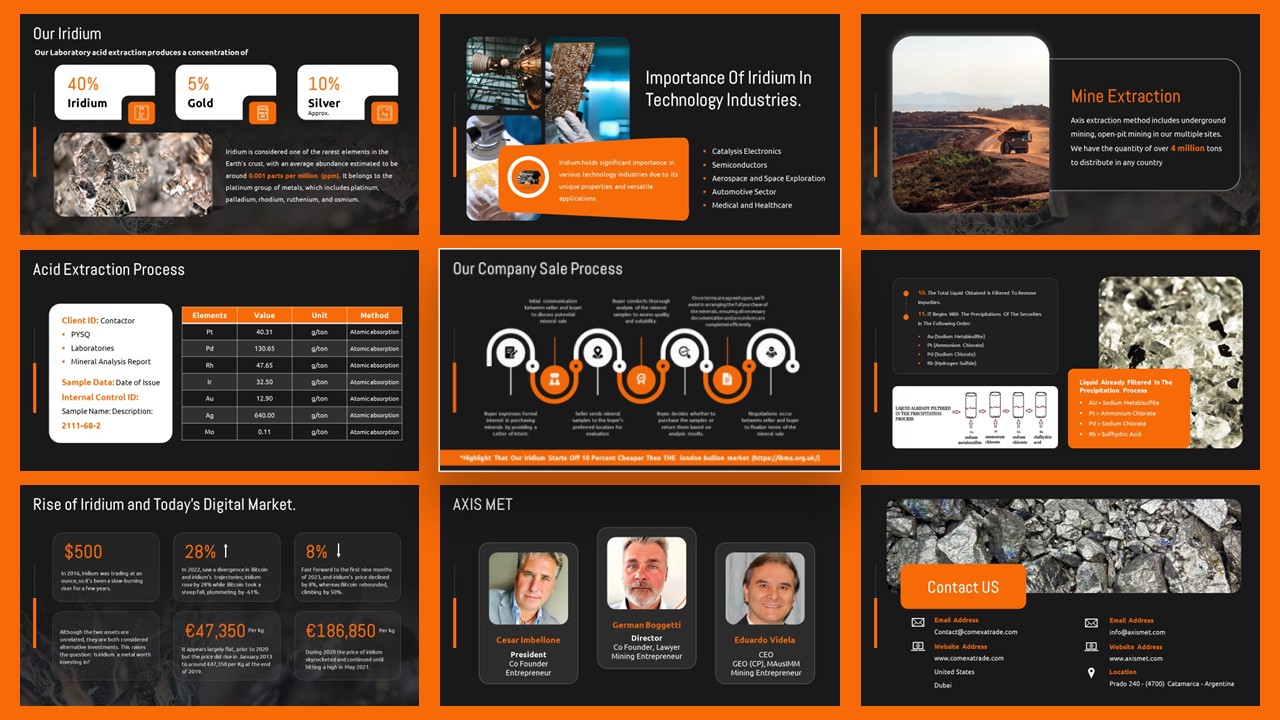 Our Iridium
Our Laboratory acid extraction produces a concentration of
40%
Iridium
5%
Gold
10%
Silver
Approx.
Iridium is considered one of the rarest elements in the
Earth's crust, with an average abundance estimated to be
around 0.001 parts per million (ppm). It belongs to the
platinum group of metals, which includes platinum,
palladium, rhodium, ruthenium, and osmium.
Importance Of Iridium In
Technology Industries.
Iridium holds significant importance in
various technology industries due to its
unique properties and versatile
applications
• Catalysis Electronics
• Semiconductors
• Aerospace and Space Exploration
• Automotive Sector
• Medical and Healthcare
Mine Extraction
Axis extraction method includes underground
mining, open-pit mining in our multiple sites.
We have the quantity of over 4 million tons
to distribute in any country
Acid Extraction Process
Client ID: Contactor
• PYSQ
• Laboratories
• Mineral Analysis Report
Sample Data: Date of Issue
Internal Control ID:
Sample Name: Description:
2111-68-2
Elements Value Unit Method
Pt 40.31 g/ton Atomic absorption
Pd 130.65 g/ton Atomic absorption
Rh 47.65 g/ton Atomic absorption
Ir 32.50 g/ton Atomic absorption
Au 12.90 g/ton Atomic absorption
Ag 640.00 g/ton Atomic absorption
Mo 0.11 g/ton Atomic absorption
Our Company Sale Process
Initial communication
between seller and buyer
to discuss potential
mineral sale
Buyer conducts thorough
analysis of the mineral
samples to assess quality
and suitability.
Once terms are agreed upon, we'll
assist in arranging the full purchase of
the minerals, ensuring all necessary
documentation and procedures are
completed efficiently
Buyer expresses formal
interest in purchasing
minerals by providing a
Letter of Intent.
Seller sends mineral
samples to the buyer's
preferred location for
evaluation
Buyer decides whether to
purchase the samples or
return them based on
analysis results.
Negotiations occur
between seller and buyer
to finalize terms of the
mineral sale
*Highlight That Our Iridium Starts Off 10 Percent Cheaper Then THE london bullion market (https://lbma.org.uk/)
10. The Total Liquid Obtained Is Filtered To Remove
Impurities.
11. If Begins With The Precipitations Of The Securities
In The Following Order:
• Au (Sodium Metabisulfite)
• Pt (Ammonium Chlorate)
• Pd (Sodium Chlorate)
• Rh (Hydrogen Sulfide)
LIQUID ALREADY FILTERED
IN THE PRECIPITATION
PROCESS
sodium
metabisulfite
ammonium
chlorate
sodium
chlorate
sulfhydric
acid
Liquid Already Filtered In The
Precipitation Process
• AU > Sodium Metabisulfite
• Pt > Ammonium Chlorate
• Pd > Sodium Chlorate
• Rh > Sulfhydric Acid
Rise of Iridium and Today's Digital Market.
$500
In 2016, Iridium was trading at an
ounce, so it's been a slow-burning
riser for a few years.
28%
In 2022, saw a divergence in Bitcoin
and iridium's trajectories; iridium
rose by 28% while Bitcoin took a
steep fall, plummeting by -61%.
8%
Fast forward to the first nine months
of 2023, and iridium's price declined
by 8%, whereas Bitcoin rebounded,
climbing by 50%.
Although the two assets are
unrelated, they are both considered
alternative investments. This raises
the question: Is iridium a metal worth
investing in?
€47,350 Per kg
It appears largely flat, prior to 2020
but the price did rise in January 2013
to around €47,350 per Kg at the end
of 2019.
€186,850 Per kg
During 2020 the price of iridium
skyrocketed and continued until
hitting a high in May 2021.
AXIS MET
Cesar Imbellone
President
Co Founder
Entrepreneur
German Boggetti
Director
Co Founder, Lawyer
Mining Entrepreneur
Eduardo Videla
CEO
GEO (CP), MAusIMM
Mining Entrepreneur
Contact US
Email Address
Contact@comexatrade.com
Website Address
www.comexatrade.com
United States
Dubai
Email Address
info@axismet.com
Website Address
www.axismet.com
Location
Prado 240 - (4700) Catamarca - Argentina